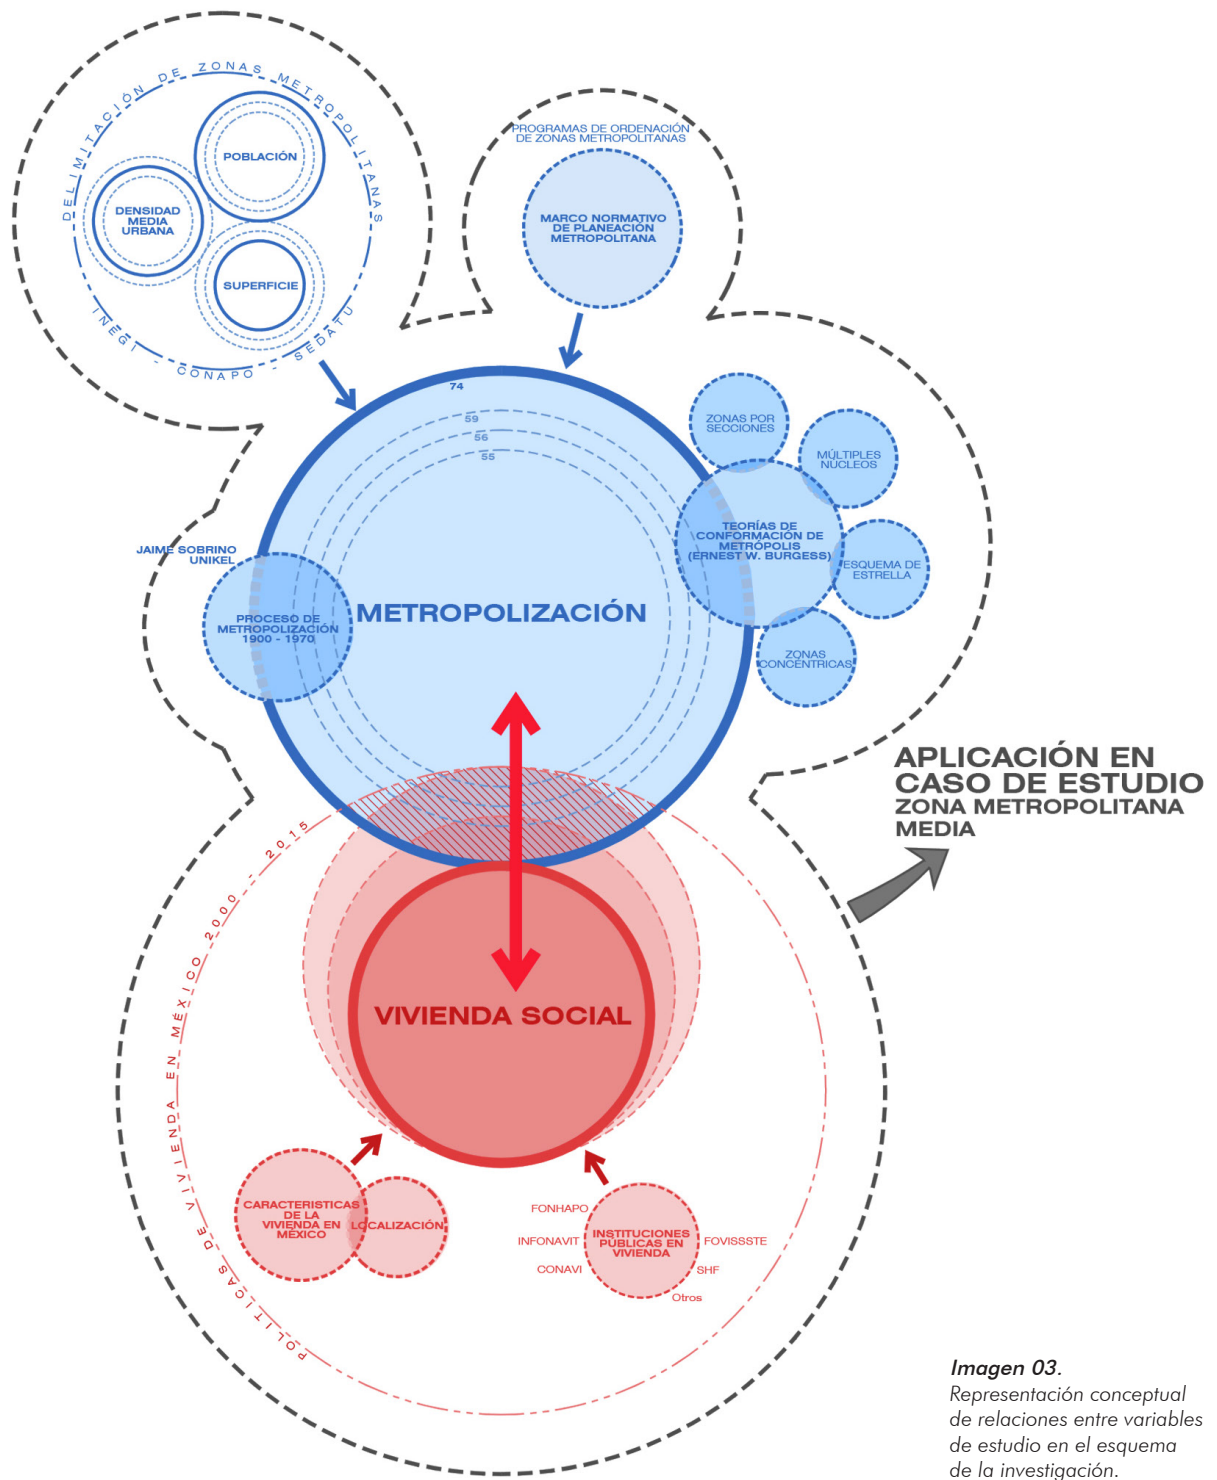 DELIMITACIÓN DE ZONAS METROPOLITANAS
POBLACIÓN
DENSIDAD
MEDIA
URBANA
SUPERFICIE
INEGI - CONAPO - SEDATU
PROGRAMAS DE ORDENACIÓN
DE ZONAS METROPOLITANAS
MARCO NORMATIVO
DE PLANEACIÓN
METROPOLITANA
74
59
56
55
ZONAS POR
SECCIONES
MÚLTIPLES
NÚCLEOS
TEORÍAS DE
CONFORMACIÓN DE
METRÓPOLIS
(ERNEST W. BURGESS)
ESQUEMA DE
ESTRELLA
ZONAS
CONCÉNTRICAS
JAIME SOBRINO
UNIKEL
PROCESO DE
METROPOLIZACIÓN
1900 - 1970
METROPOLIZACIÓN
APLICACIÓN EN
CASO DE ESTUDIO
ZONA METROPOLITANA
MEDIA
POLITICAS DE VIVIENDA EN MÉXICO 2000 - 2015
VIVIENDA SOCIAL
CARACTERISTICAS
DE LA
VIVIENDA EN
MÉXICO
LOCALIZACIÓN
FONHAPO
INFONAVIT
CONAVI
INSTITUCIONES
PÚBLICAS EN
VIVIENDA
FOVISSSTE
SHF
Otros
Imagen 03.
Representación conceptual
de relaciones entre variables
de estudio en el esquema
de la investigación.